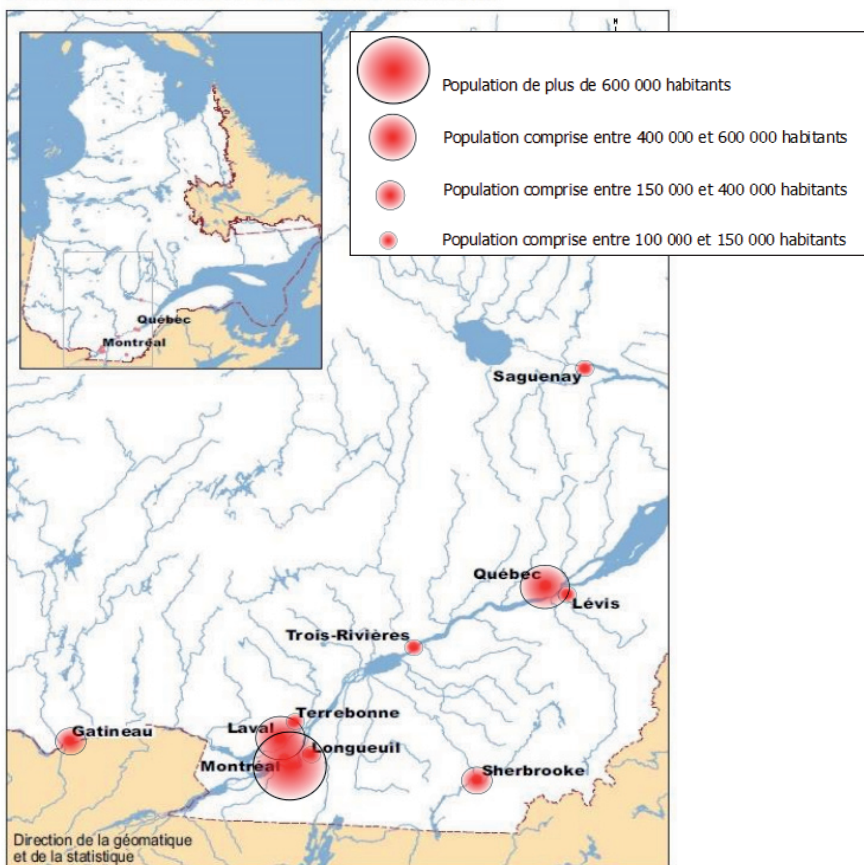 N
Population de plus de 600 000 habitants
Population comprise entre 400 000 et 600 000 habitants
Population comprise entre 150 000 et 400 000 habitants
Population comprise entre 100 000 et 150 000 habitants
Québec
Montréal
Saguenay
Québec
Lévis
Trois-Rivières
Terrebonne
Laval
Gatineau
Longueuil
Montréal
Sherbrooke
Direction de la géomatique
et de la statistique